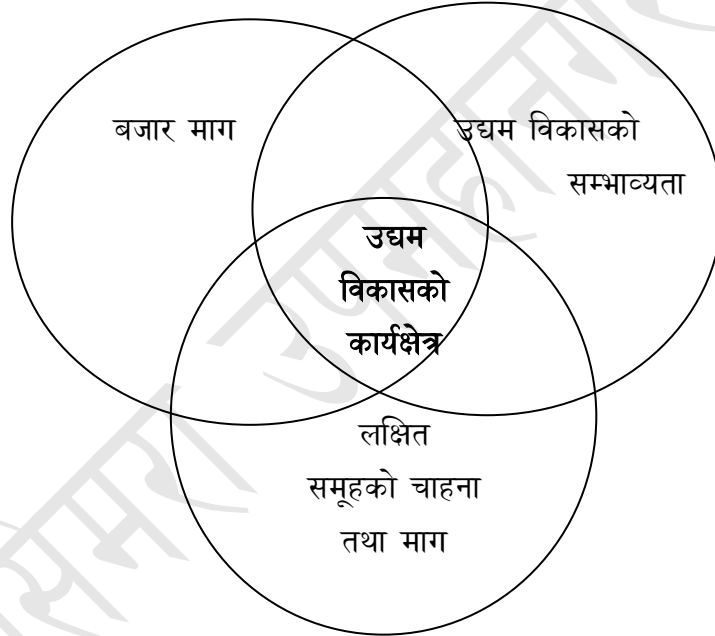 बजार माग
उद्यम विकासको
सम्भाव्यता
उद्यम
विकासको
कार्यक्षेत्र
लक्षित
समूहको चाहना
तथा माग